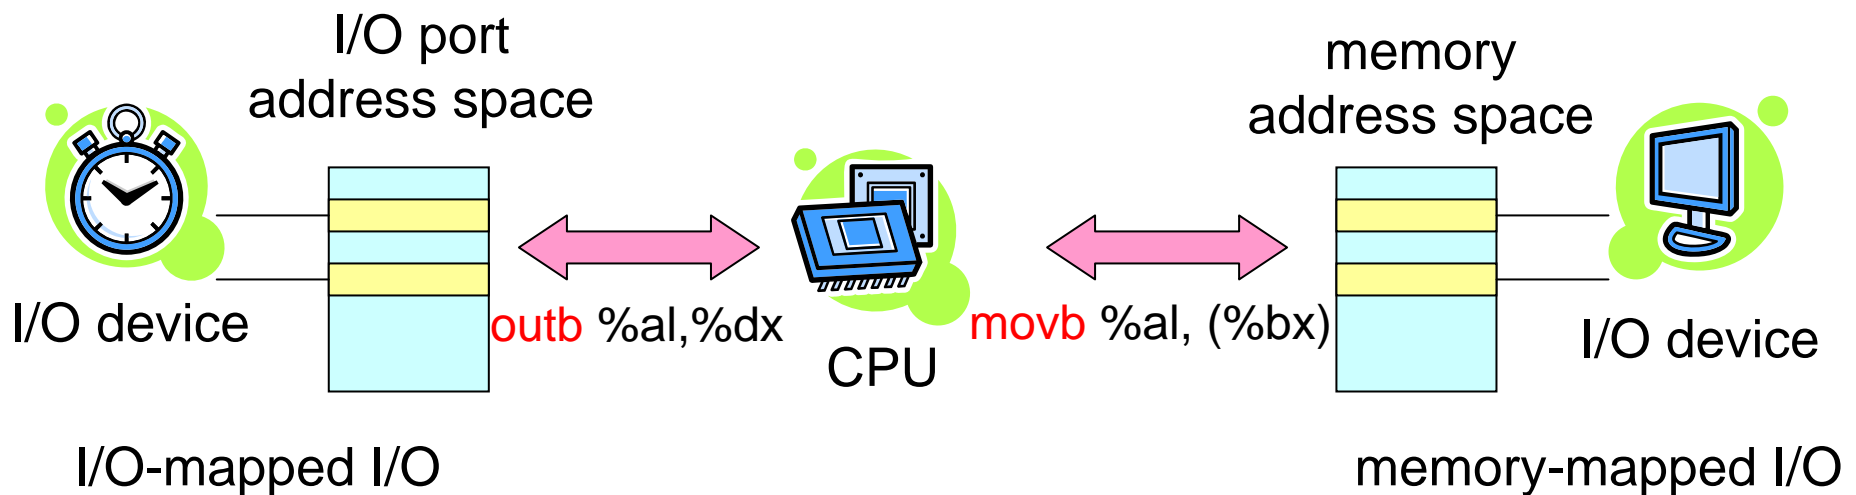 I/O port
address space
memory
address space
I/O device
outb %al,%dx
CPU
movb %al, (%bx)
I/O device
I/O-mapped I/O
memory-mapped I/O